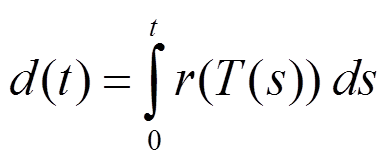 d(t) = ∫₀ᵗ r(T(s)) ds